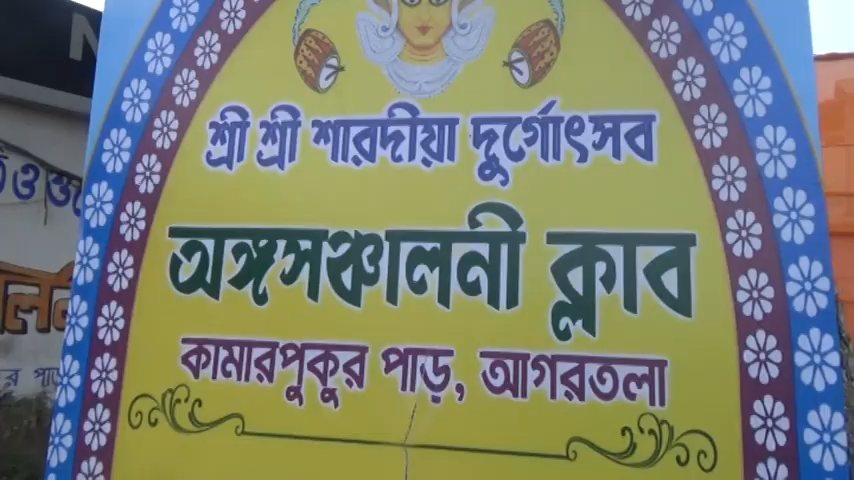 শ্রী শ্রী শারদীয়া দুর্গোৎসব
অঙ্গসঞ্চালনী ক্লাব
কামারপুকুর পাড়, আগরতলা